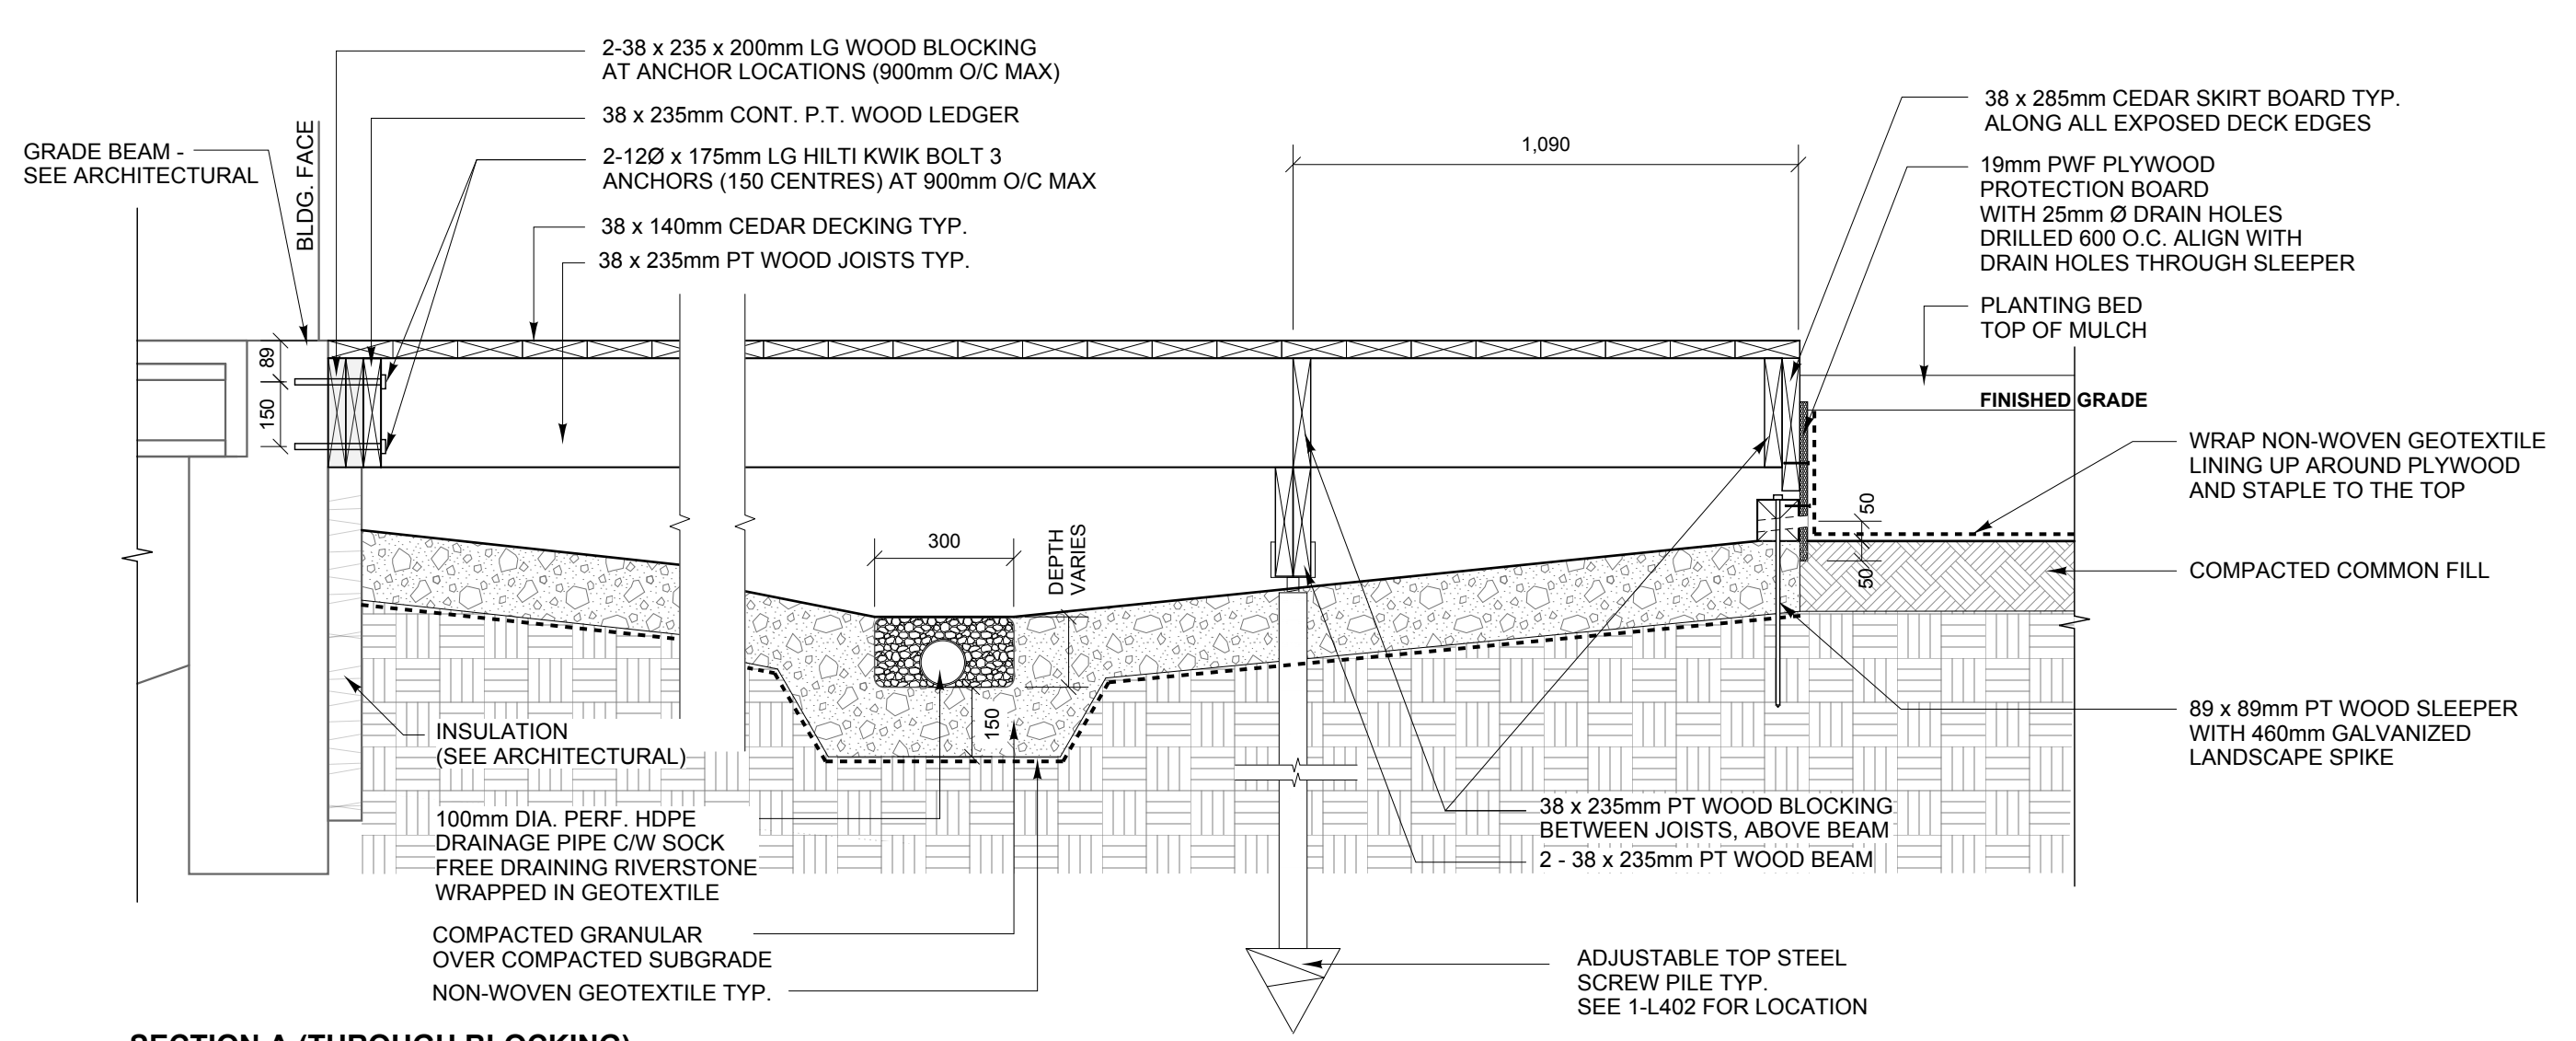 2-38 x 235 x 200mm LG WOOD BLOCKING
AT ANCHOR LOCATIONS (900mm O/C MAX)
38 x 235mm CONT. P.T. WOOD LEDGER
GRADE BEAM -
SEE ARCHITECTURAL
BLDG. FACE
2-12Ø x 175mm LG HILTI KWIK BOLT 3
ANCHORS (150 CENTRES) AT 900mm O/C MAX
38 x 140mm CEDAR DECKING TYP.
38 x 235mm PT WOOD JOISTS TYP.
1,090
38 x 285mm CEDAR SKIRT BOARD TYP.
ALONG ALL EXPOSED DECK EDGES
19mm PWF PLYWOOD
PROTECTION BOARD
WITH 25mm Ø DRAIN HOLES
DRILLED 600 O.C. ALIGN WITH
DRAIN HOLES THROUGH SLEEPER
PLANTING BED
TOP OF MULCH
89
150
FINISHED GRADE
WRAP NON-WOVEN GEOTEXTILE
LINING UP AROUND PLYWOOD
AND STAPLE TO THE TOP
300
DEPTH
VARIES
50
50
COMPACTED COMMON FILL
150
INSULATION
(SEE ARCHITECTURAL)
89 x 89mm PT WOOD SLEEPER
WITH 460mm GALVANIZED
LANDSCAPE SPIKE
100mm DIA. PERF. HDPE
DRAINAGE PIPE C/W SOCK
FREE DRAINING RIVERSTONE
WRAPPED IN GEOTEXTILE
38 x 235mm PT WOOD BLOCKING
BETWEEN JOISTS, ABOVE BEAM
2 - 38 x 235mm PT WOOD BEAM
COMPACTED GRANULAR
OVER COMPACTED SUBGRADE
NON-WOVEN GEOTEXTILE TYP.
ADJUSTABLE TOP STEEL
SCREW PILE TYP.
SEE 1-L402 FOR LOCATION
SECTION A (THROUGH BLOCKING)